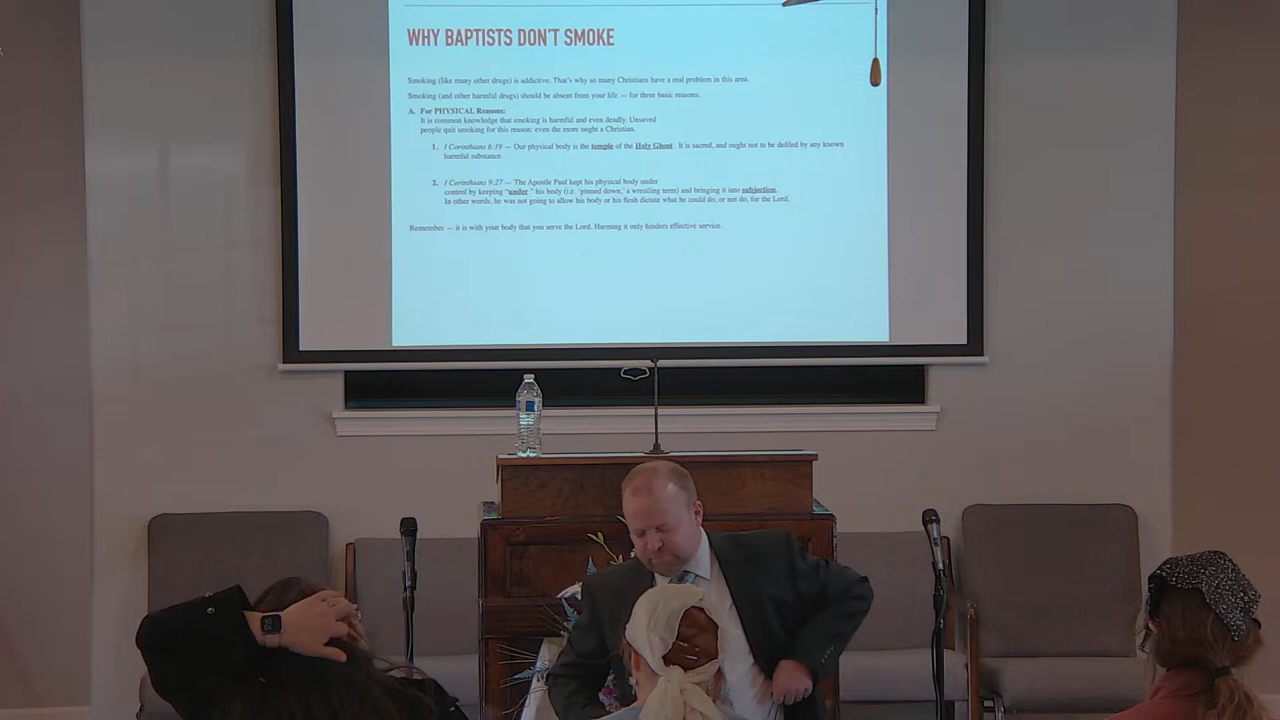 WHY BAPTISTS DON'T SMOKE
Smoking (like many other drugs) is addictive. That's why so many Christians have a real problem in this area.
Smoking (and other harmful drugs) should be absent from your life — for three basic reasons:
A. For PHYSICAL Reasons:
It is common knowledge that smoking is harmful and even deadly. Unsaved
people quit smoking for this reason; even the more ought a Christian.
1. I Corinthians 6:19 — Our physical body is the temple of the Holy Ghost. It is sacred, and ought not to be defiled by any known
harmful substance.
2. I Corinthians 9:27 — The Apostle Paul kept his physical body under
control by keeping "under" his body (i.e. 'pinned down,' a wrestling term) and bringing it into subjection.
In other words, he was not going to allow his body or his flesh dictate what he could do, or not do, for the Lord.
Remember — it is with your body that you serve the Lord. Harming it only hinders effective service.